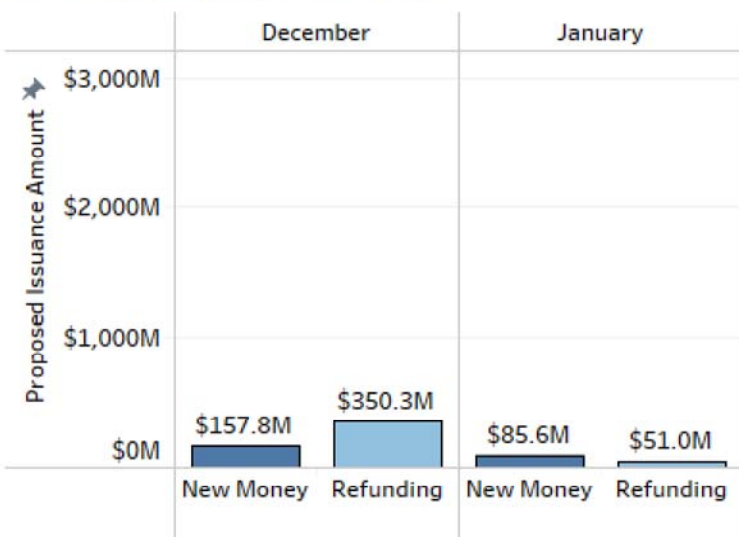 December January
Proposed Issuance Amount
$3,000M
$2,000M
$1,000M
$0M
$157.8M $350.3M $85.6M $51.0M
New Money Refunding New Money Refunding